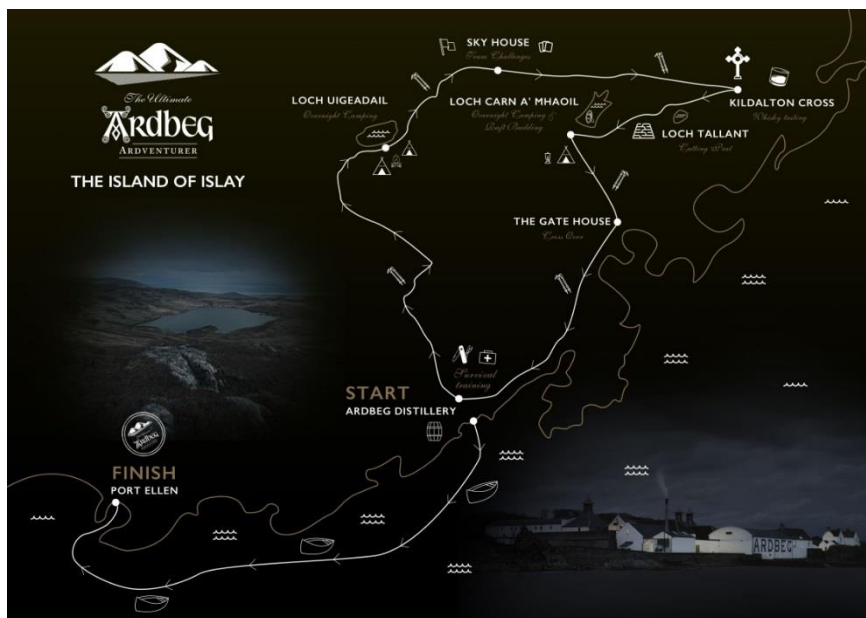 The Ultimate
ARDBEG
ARDVENTURER
THE ISLAND OF ISLAY
SKY HOUSE
Team Challenges
LOCH UIGEADAIL
Overnight Camping
LOCH CARN A' MHAOIL
Overnight Camping &
Raft Building
KILDALTON CROSS
Whisky tasting
LOCH TALLANT
Cutting Peat
THE GATE HOUSE
Cross Over
Survival
training
START
ARDBEG DISTILLERY
ARDBEG
FINISH
PORT ELLEN
ARDBEG